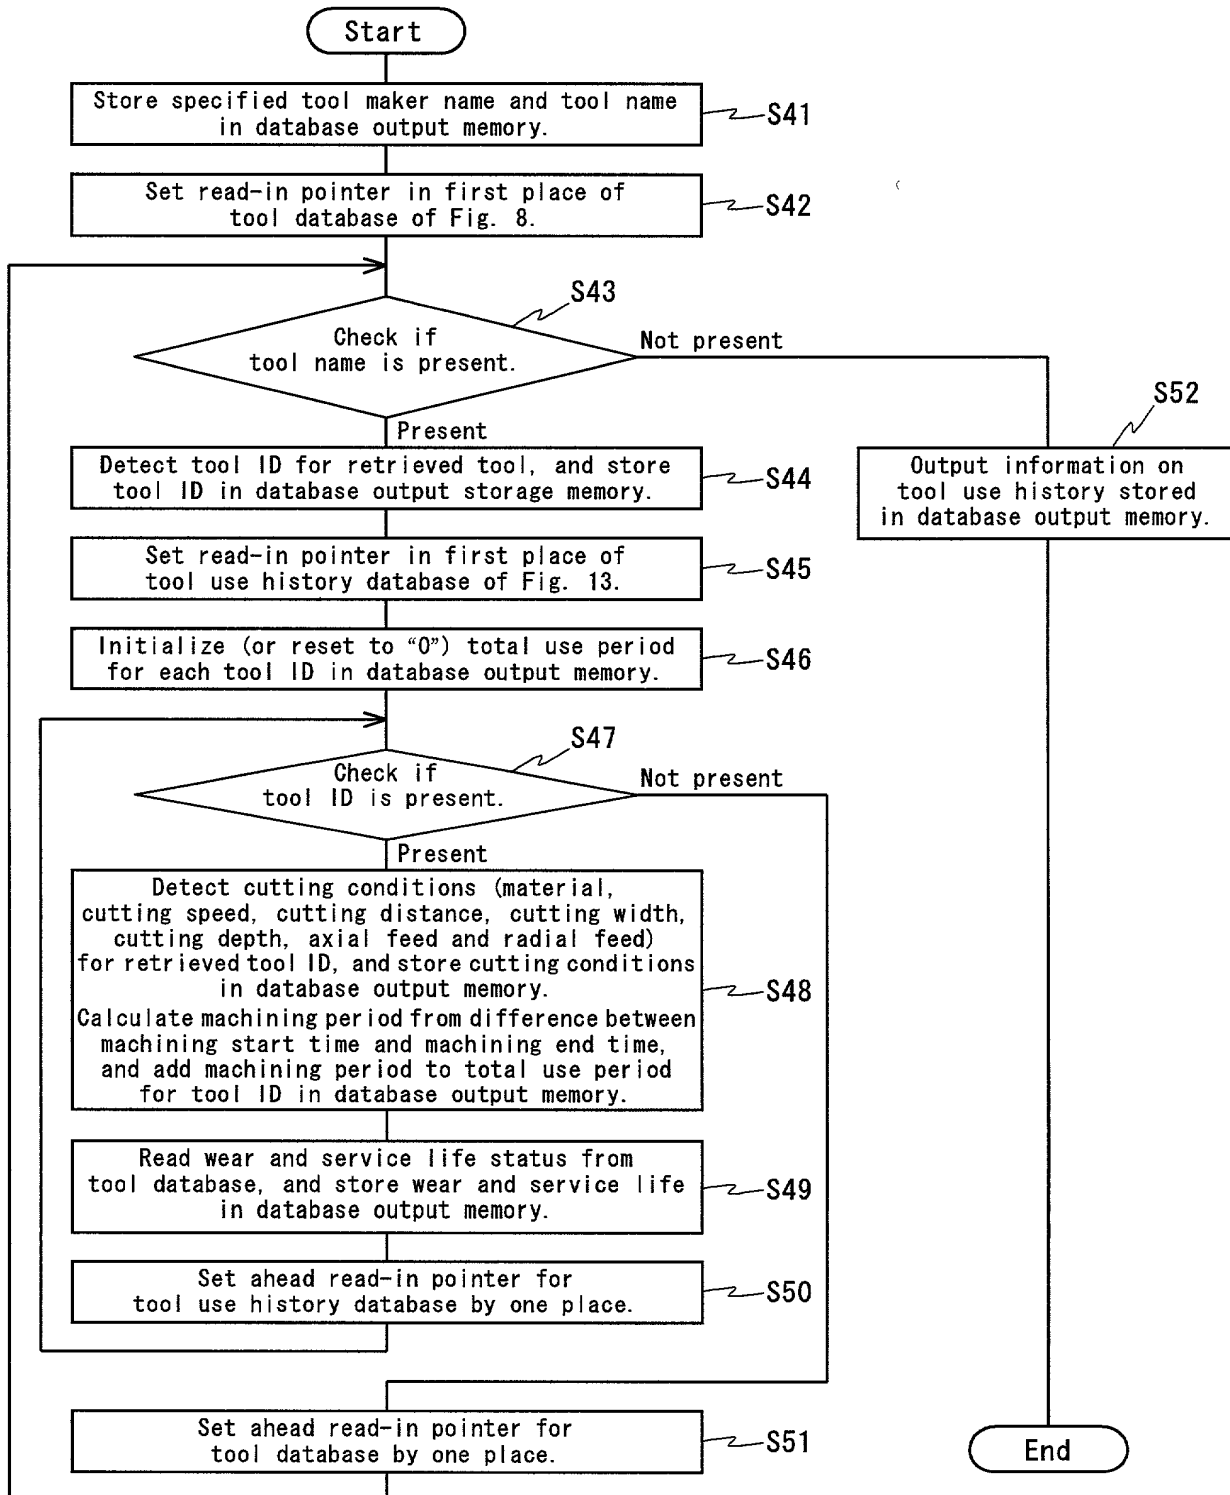 Start
Store specified tool maker name and tool name
in database output memory.
S41
Set read-in pointer in first place of
tool database of Fig. 8.
S42
S43
Check if
tool name is present.
Not present
Present
S52
Output information on
tool use history stored
in database output memory.
Detect tool ID for retrieved tool, and store
tool ID in database output storage memory.
S44
Set read-in pointer in first place of
tool use history database of Fig. 13.
S45
Initialize (or reset to “0”) total use period
for each tool ID in database output memory.
S46
S47
Check if
tool ID is present.
Not present
Present
Detect cutting conditions (material,
cutting speed, cutting distance, cutting width,
cutting depth, axial feed and radial feed)
for retrieved tool ID, and store cutting conditions
in database output memory.
Calculate machining period from difference between
machining start time and machining end time,
and add machining period to total use period
for tool ID in database output memory.
S48
Read wear and service life status from
tool database, and store wear and service life
in database output memory.
S49
Set ahead read-in pointer for
tool use history database by one place.
S50
Set ahead read-in pointer for
tool database by one place.
S51
End